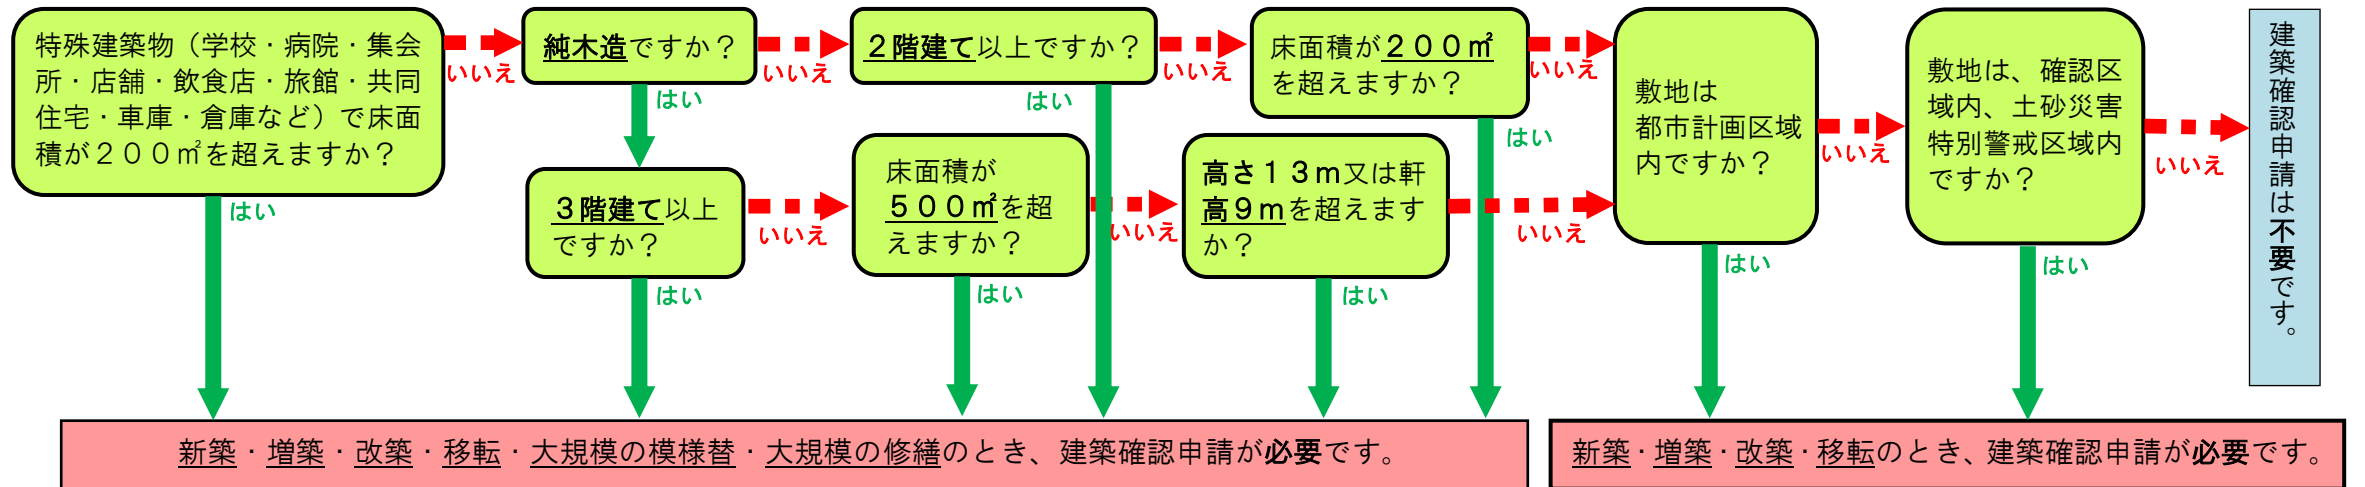 特殊建築物（学校・病院・集会
所・店舗・飲食店・旅館・共同
住宅・車庫・倉庫など）で床面
積が２００㎡を超えますか？
いいえ
はい
純木造ですか？
いいえ
はい
２階建て以上ですか？
いいえ
はい
床面積が２００㎡
を超えますか？
いいえ
はい
３階建て以上
ですか？
いいえ
はい
床面積が
５００㎡を超
えますか？
いいえ
はい
高さ１３ｍ又は軒
高９ｍを超えます
か？
いいえ
はい
敷地は
都市計画区域
内ですか？
いいえ
はい
敷地は、確認区
域内、土砂災害
特別警戒区域内
ですか？
いいえ
はい
建築確認申請は不要です。
新築・増築・改築・移転・大規模の模様替・大規模の修繕のとき、建築確認申請が必要です。
新築・増築・改築・移転のとき、建築確認申請が必要です。